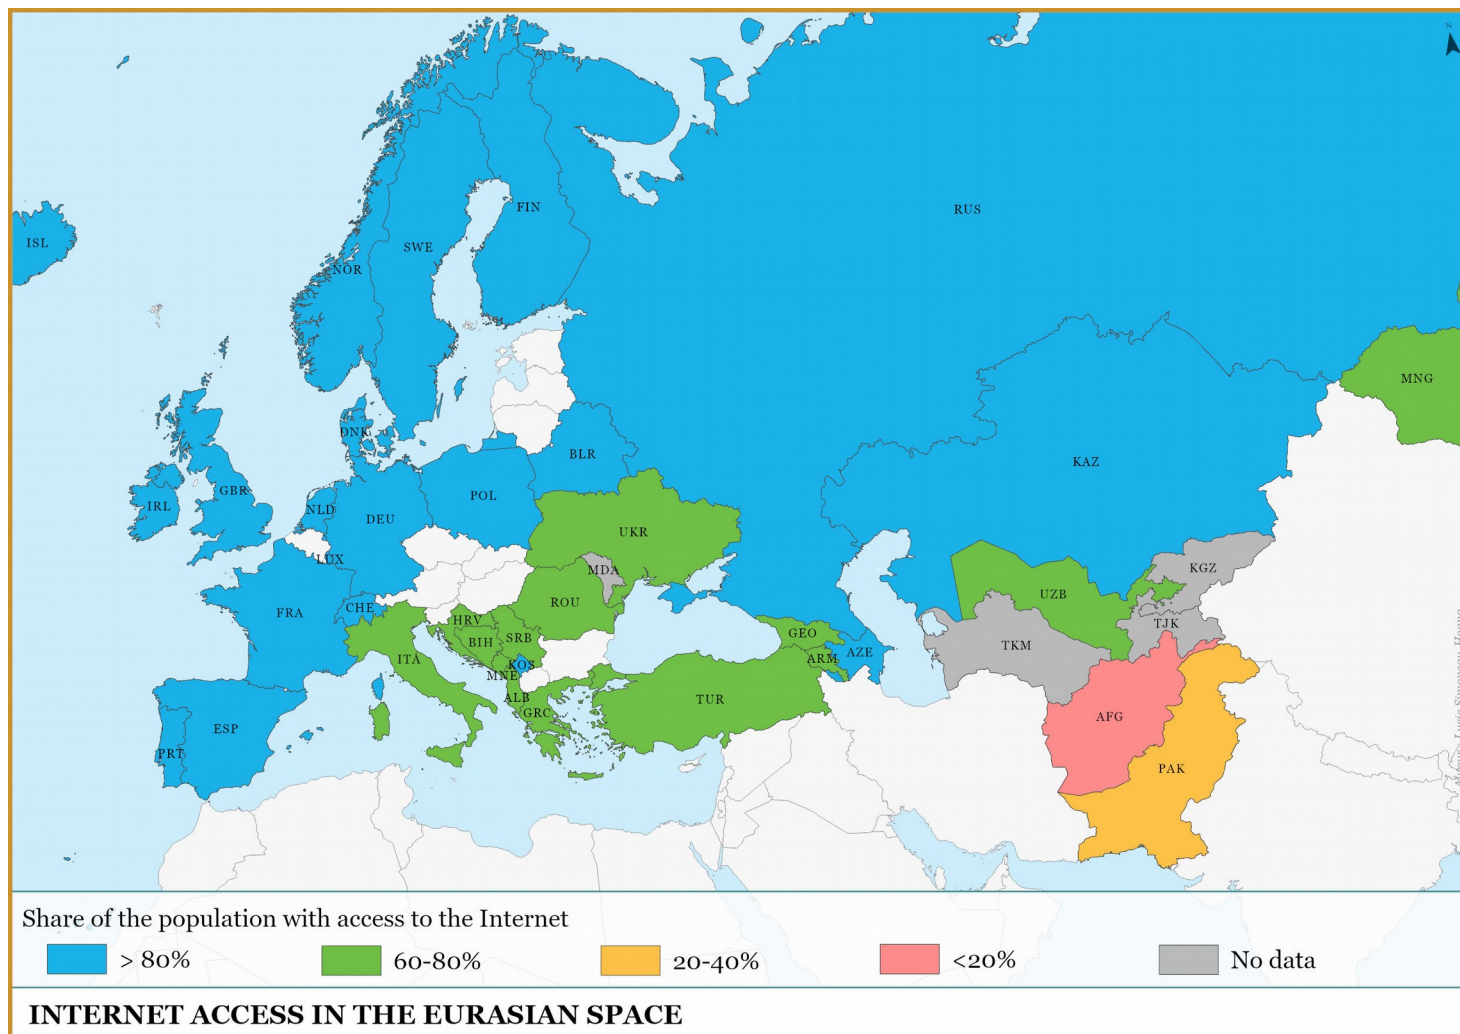 N
RUS
FIN
ISL
SWE
NOR
MNG
DNK
BLR
KAZ
GBR
POL
IRL
NLD
DEU
UKR
LUX
MDA
KGZ
UZB
ROU
FRA
CHE
HRV
TJK
GEO
BIH
SRB
TKM
AZE
ITA
ARM
KOS
MNE
ALB
TUR
GRC
AFG
ESP
PRT
PAK
Share of the population with access to the Internet
> 80%
60-80%
20-40%
<20%
No data
INTERNET ACCESS IN THE EURASIAN SPACE